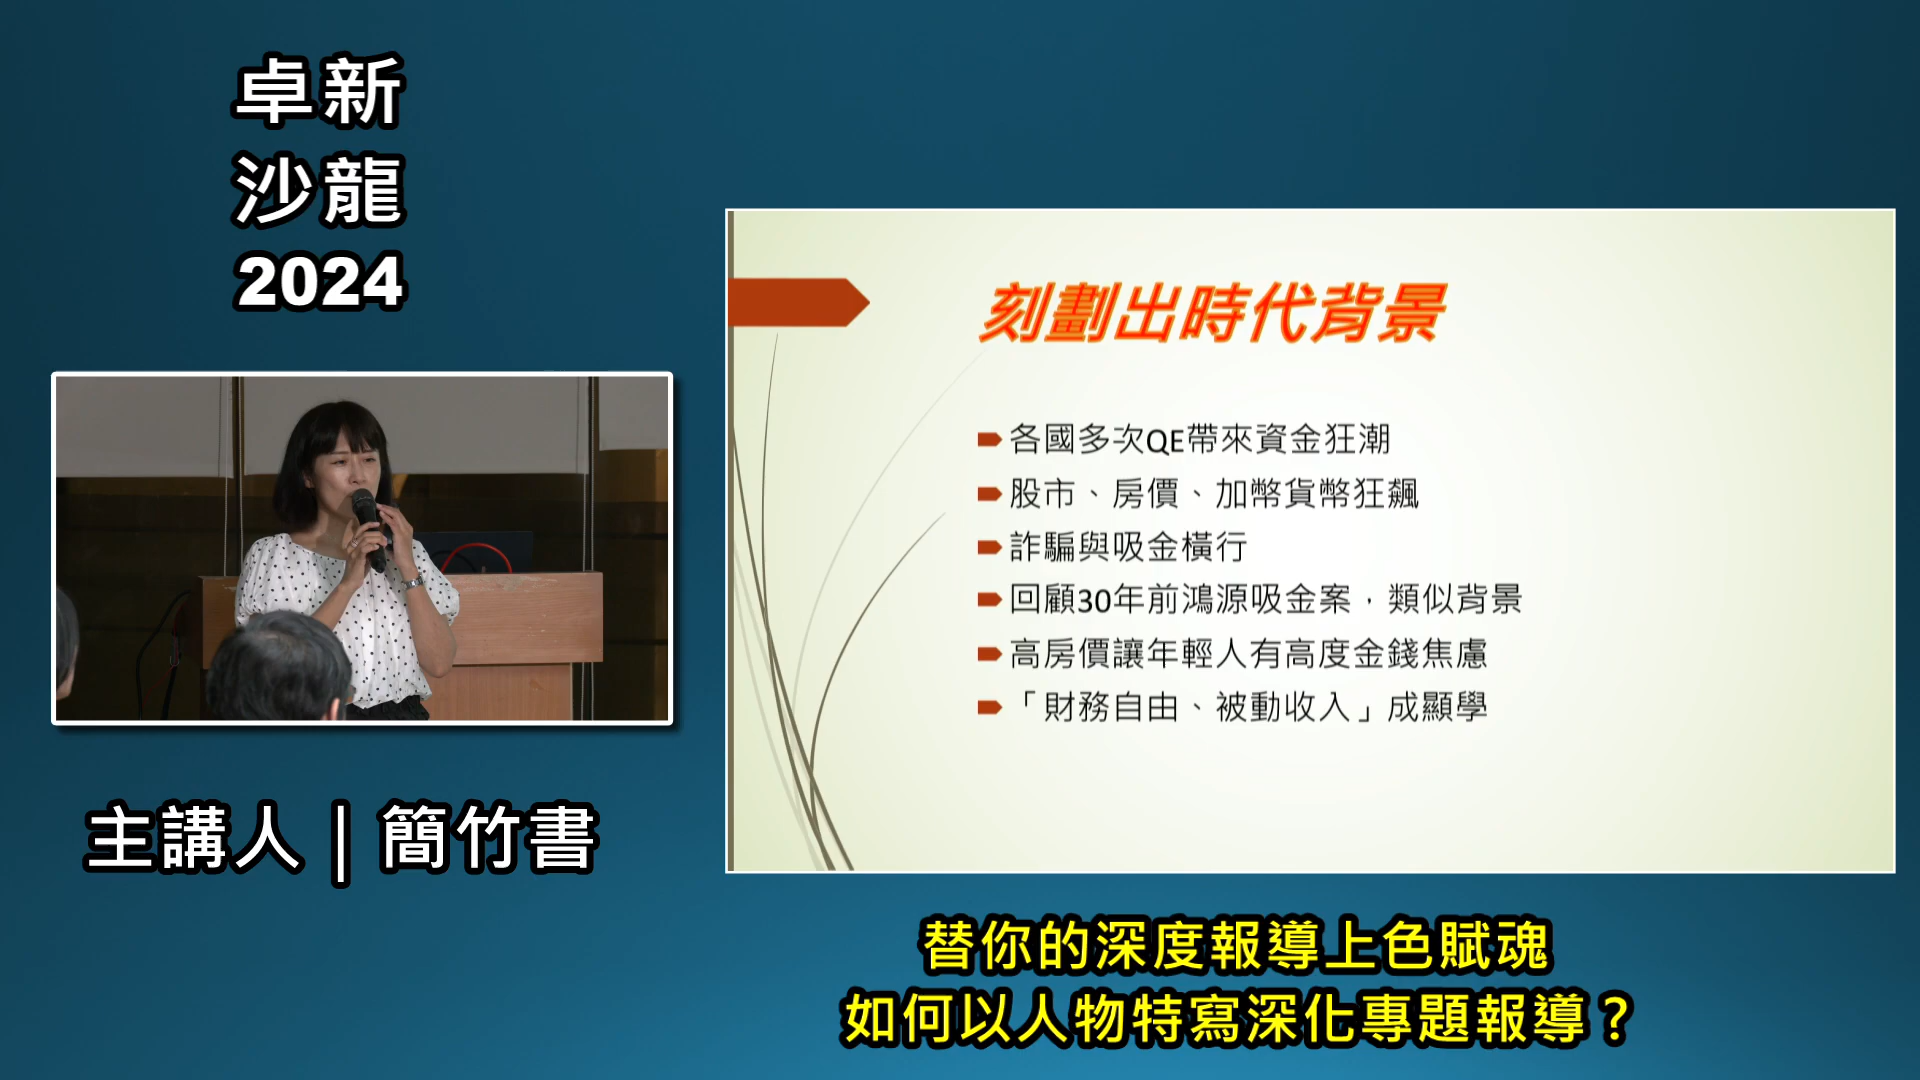 卓新
沙龍
2024
主講人｜簡竹書
刻劃出時代背景
各國多次QE帶來資金狂潮
股市、房價、加幣貨幣狂飆
詐騙與吸金橫行
回顧30年前鴻源吸金案，類似背景
高房價讓年輕人有高度金錢焦慮
「財務自由、被動收入」成顯學
替你的深度報導上色賦魂
如何以人物特寫深化專題報導？